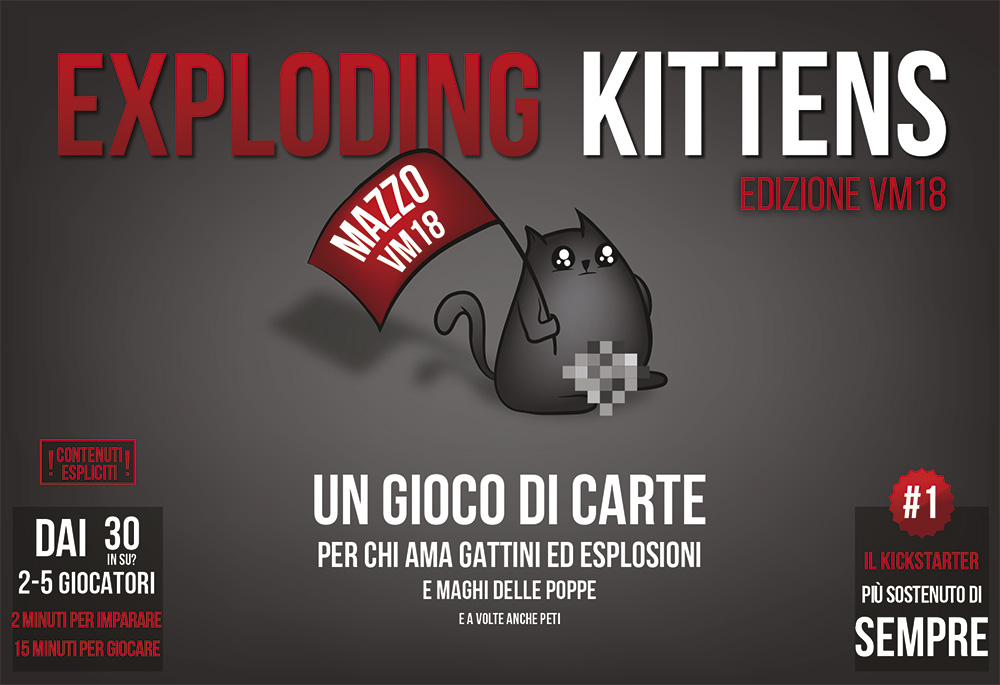 EXPLODING KITTENS
EDIZIONE VM18
MAZZO
VM18
! CONTENUTI
ESPLICITI !
DAI 30
IN SU?
2-5 GIOCATORI
2 MINUTI PER IMPARARE
15 MINUTI PER GIOCARE
UN GIOCO DI CARTE
PER CHI AMA GATTINI ED ESPLOSIONI
E MAGHI DELLE POPPE
E A VOLTE ANCHE PETI
#1
IL KICKSTARTER
PIÙ SOSTENUTO DI
SEMPRE